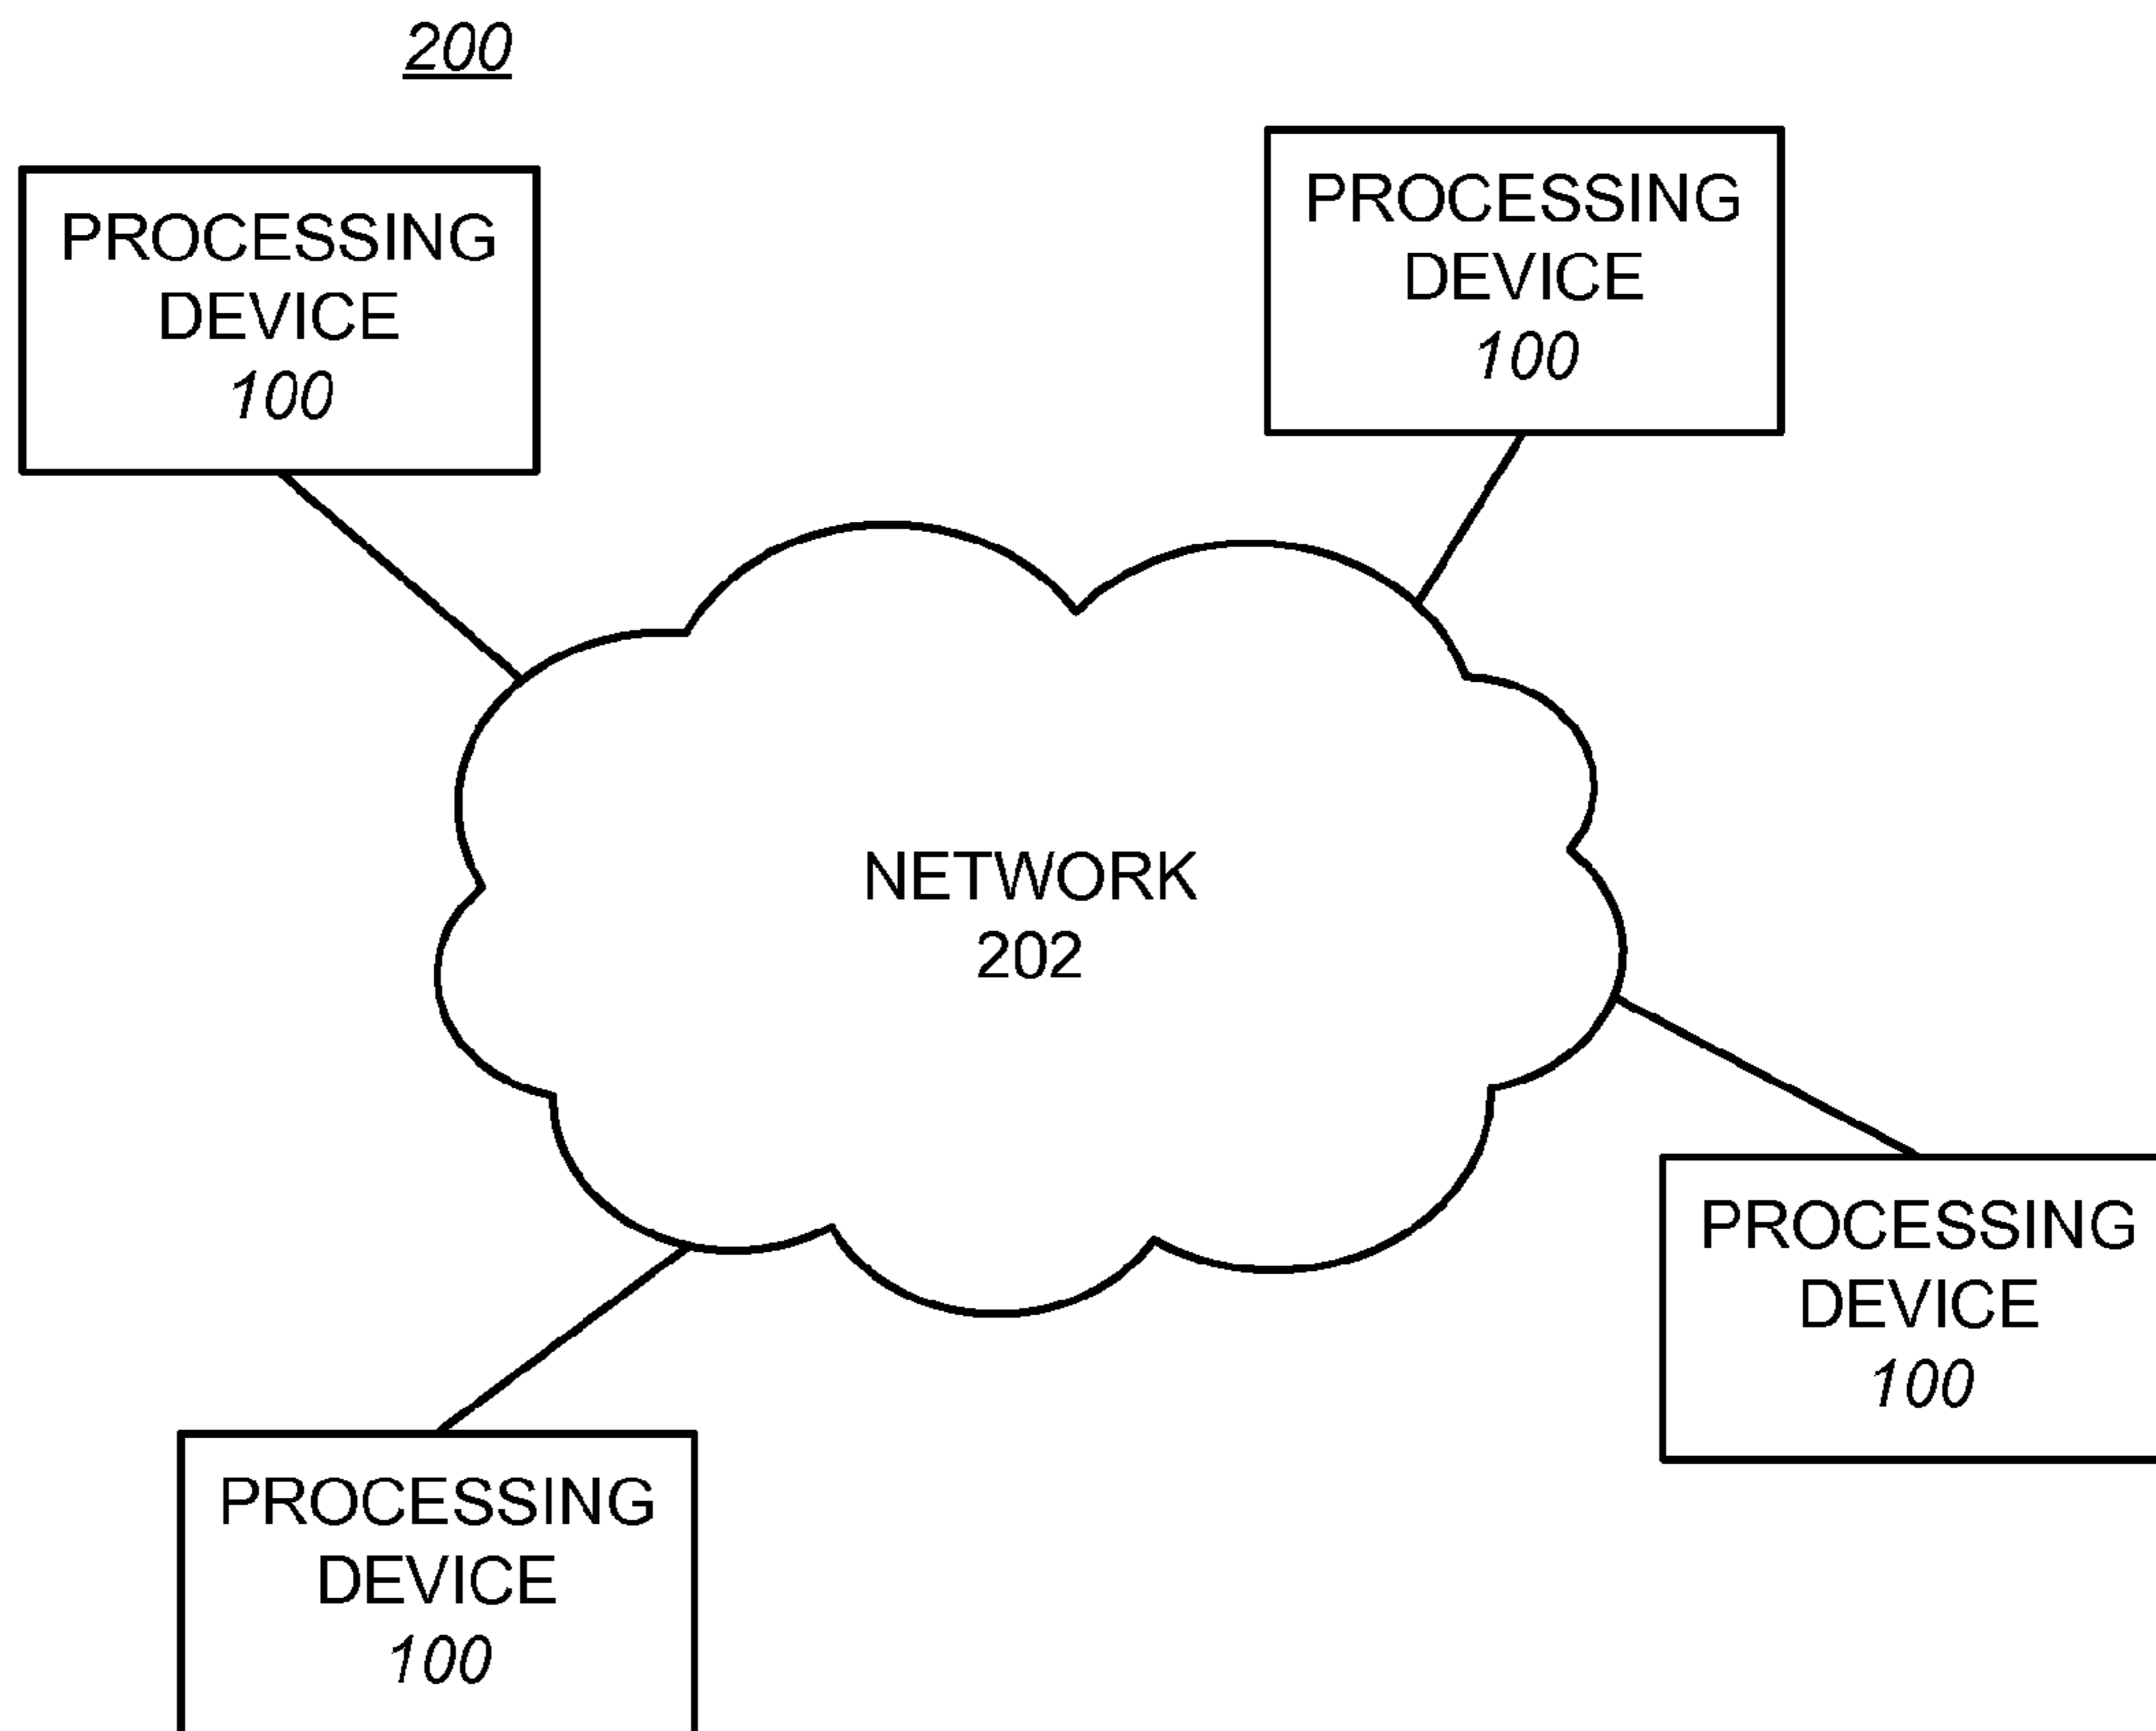 200
PROCESSING
DEVICE
100
PROCESSING
DEVICE
100
NETWORK
202
PROCESSING
DEVICE
100
PROCESSING
DEVICE
100